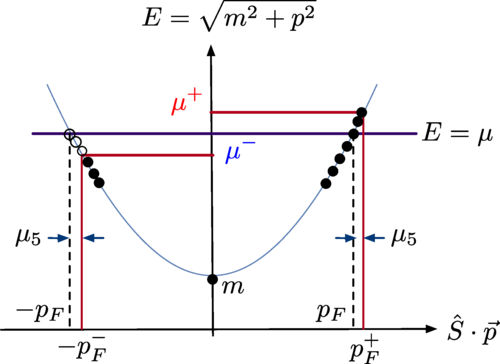 E = √m² + p²
μ⁺
E = μ
μ⁻
μ₅
μ₅
−p_F
m
p_F
Ŝ · p⃗
−p_F⁻
p_F⁺